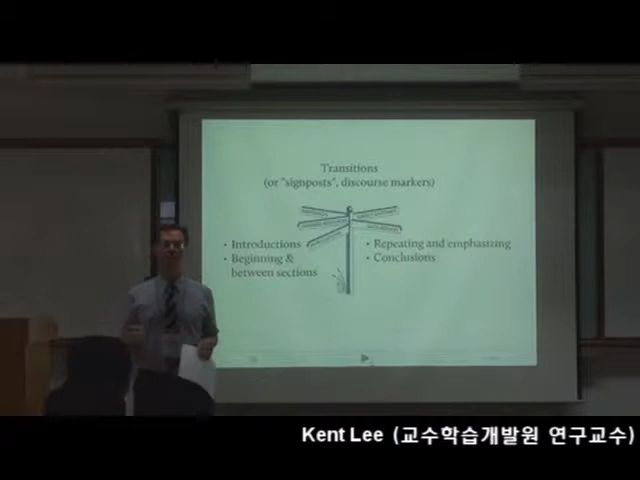 Transitions
(or "signposts", discourse markers)
• Introductions
• Beginning &
between sections
• Repeating and emphasizing
• Conclusions
Kent Lee (교수학습개발원 연구교수)